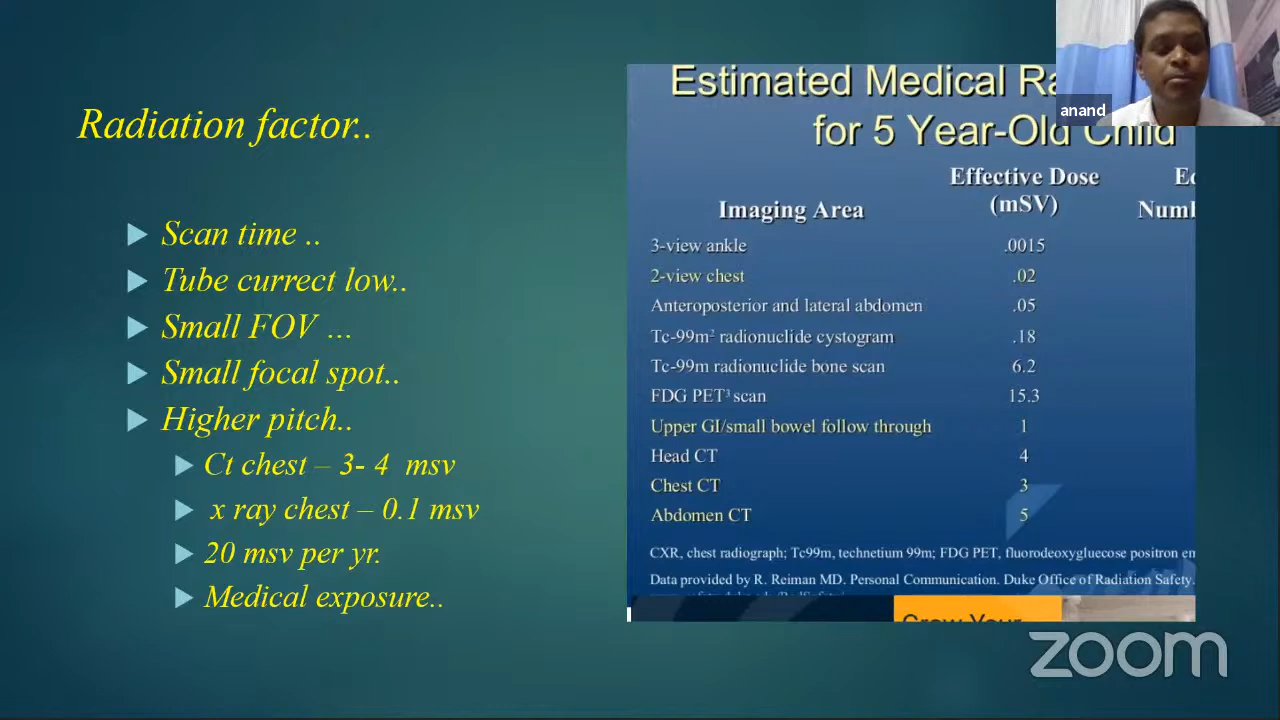 Radiation factor..
Scan time ..
Tube currect low..
Small FOV ...
Small focal spot..
Higher pitch..
Ct chest – 3- 4 msv
x ray chest – 0.1 msv
20 msv per yr.
Medical exposure..
Estimated Medical Ra
for 5 Year-Old Child
Imaging Area
Effective Dose
(mSV)
Numl
3-view ankle .0015
2-view chest .02
Anteroposterior and lateral abdomen .05
Tc-99m² radionuclide cystogram .18
Tc-99m radionuclide bone scan 6.2
FDG PET³ scan 15.3
Upper GI/small bowel follow through 1
Head CT 4
Chest CT 3
Abdomen CT 5
CXR, chest radiograph; Tc99m, technetium 99m; FDG PET, fluorodeoxygluecose positron en
Data provided by R. Reiman MD. Personal Communication. Duke Office of Radiation Safety.
Grow Your
anand
zoom